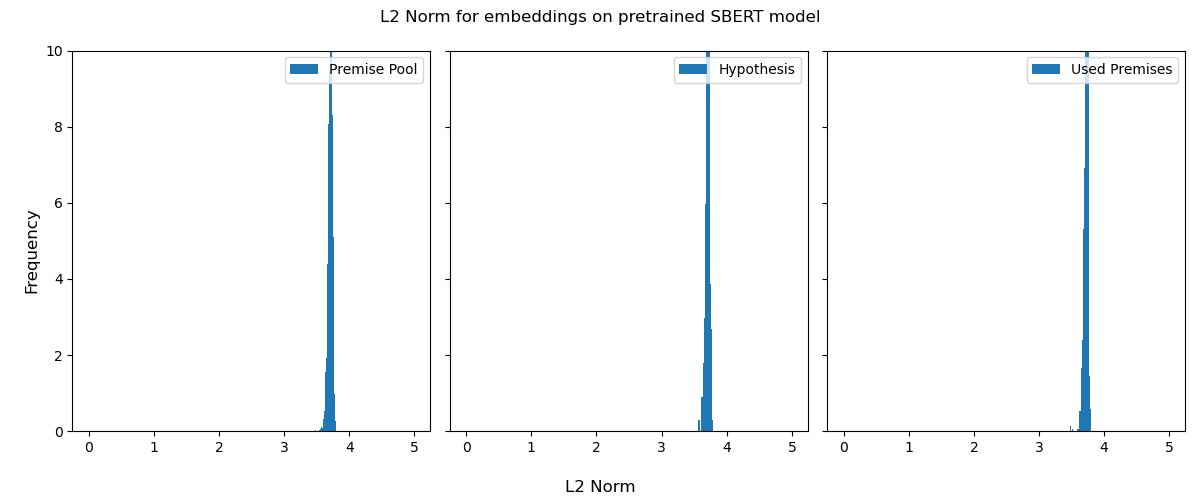 L2 Norm for embeddings on pretrained SBERT model
Premise Pool
Hypothesis
Used Premises
Frequency
10
8
6
4
2
0
0 1 2 3 4 5
0 1 2 3 4 5
0 1 2 3 4 5
L2 Norm